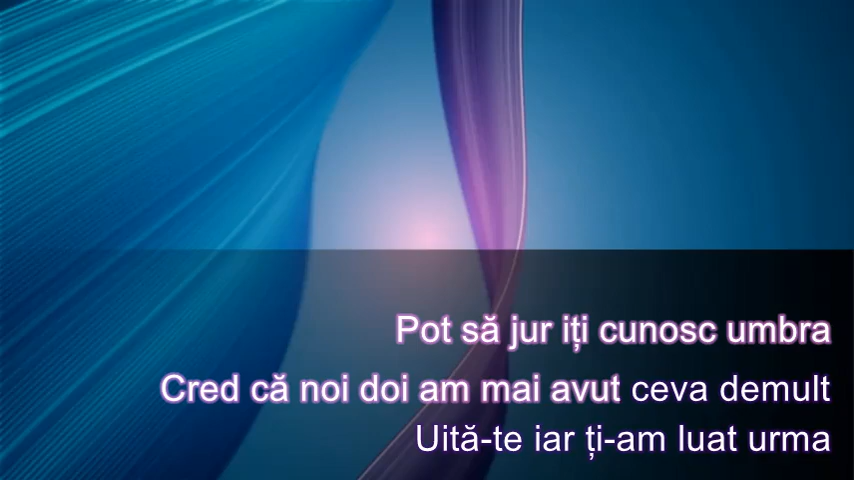 Pot să jur iți cunosc umbra
Cred că noi doi am mai avut ceva demult
Uită-te iar ți-am luat urma